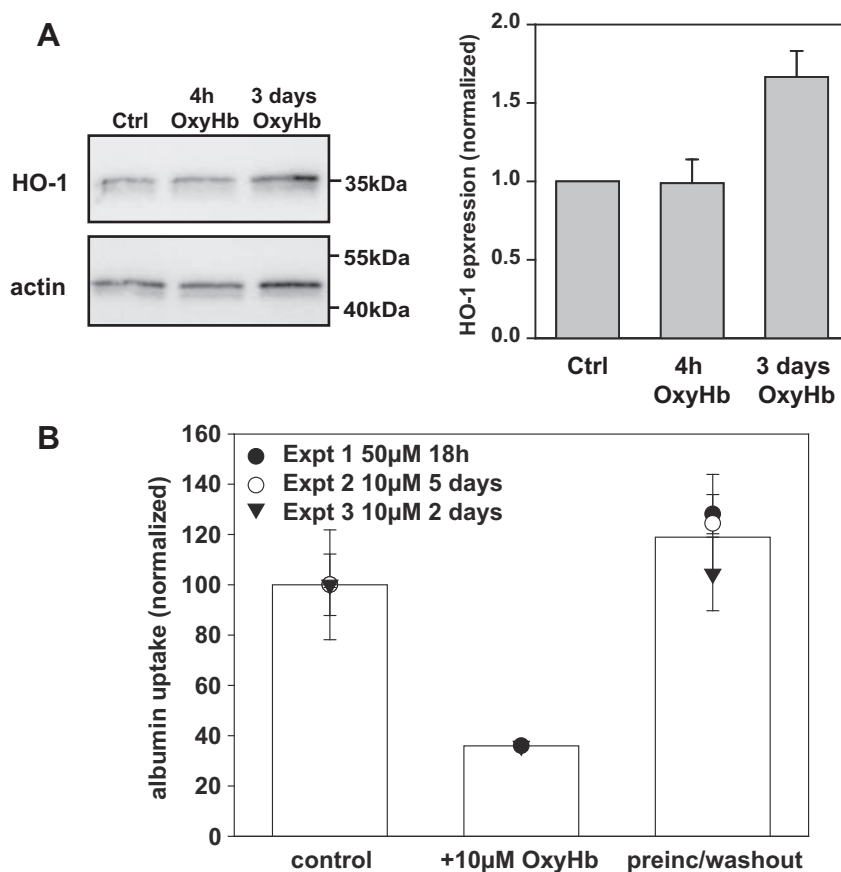 A
Ctrl
4h
OxyHb
3 days
OxyHb
HO-1
35kDa
actin
55kDa
40kDa
HO-1 epxression (normalized)
2.0
1.5
1.0
0.5
0.0
Ctrl
4h
OxyHb
3 days
OxyHb
B
albumin uptake (normalized)
160
140
120
100
80
60
40
20
0
Expt 1 50µM 18h
Expt 2 10µM 5 days
Expt 3 10µM 2 days
control
+10µM OxyHb
preinc/washout